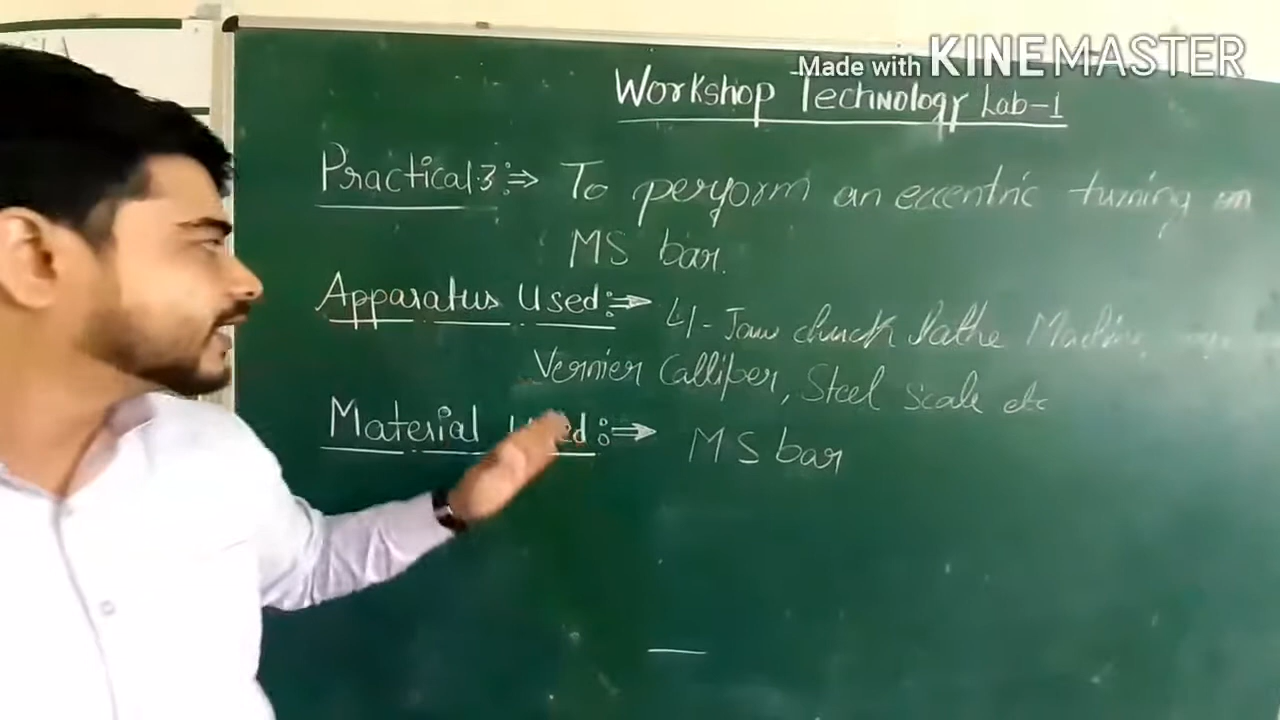 Made with KINEMASTER
Workshop Technology Lab-1
Practical.3:⇒ To perform an eccentric turning on
MS bar.
Apparatus Used:⇒ 4-Jaw chuck lathe Machine,
Vernier Calliper, Steel scale etc
Material Used:⇒ MS bar